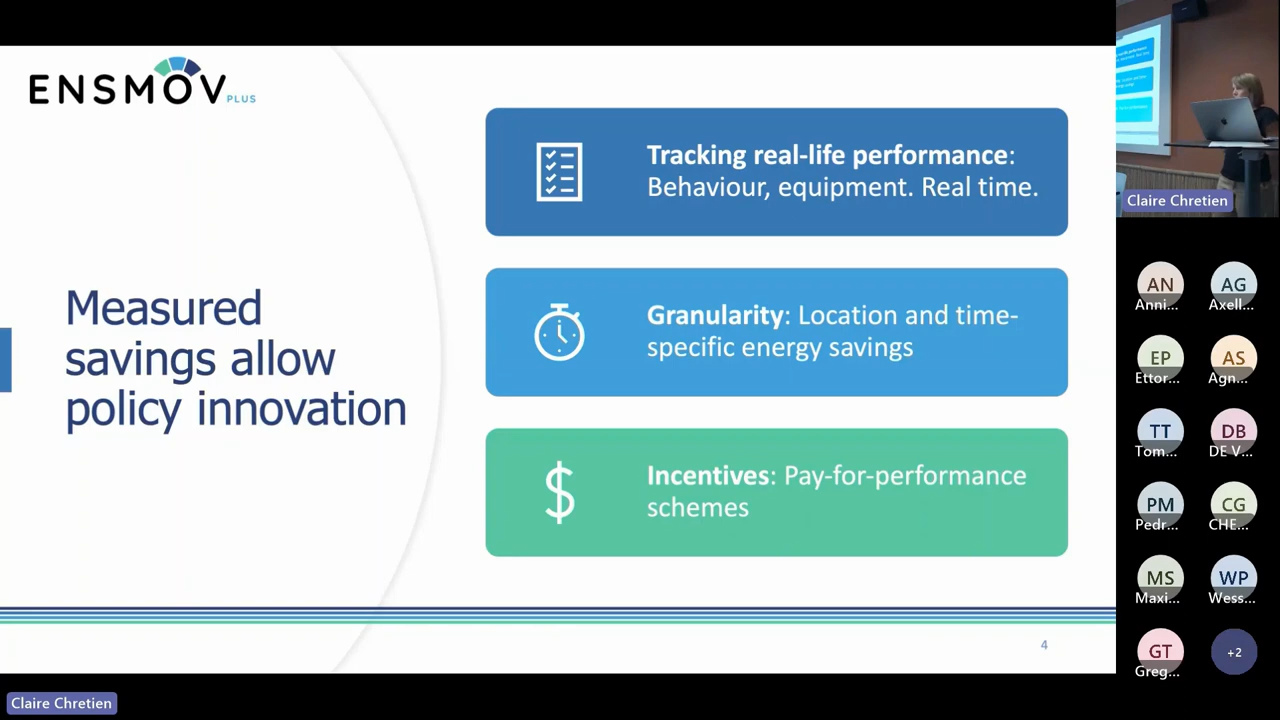 ENSMOV
PLUS
Measured
savings allow
policy innovation
Tracking real-life performance:
Behaviour, equipment. Real time.
Granularity: Location and time-
specific energy savings
Incentives: Pay-for-performance
schemes
4
Claire Chretien
Claire Chretien
AN
Anni...
AG
Axell...
EP
Ettor...
AS
Agn...
TT
Tom...
DB
DE V...
PM
Pedr...
CG
CHE...
MS
Maxi...
WP
Wess...
GT
Greg...
+2